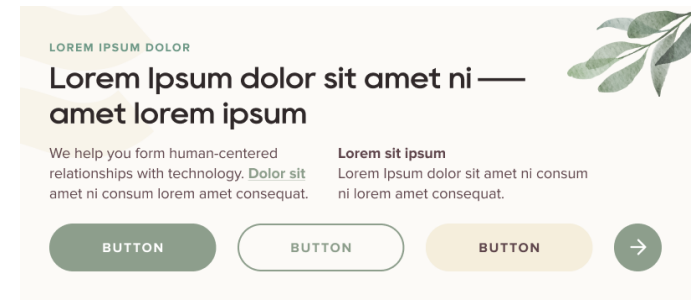 LOREM IPSUM DOLOR
Lorem Ipsum dolor sit amet ni —
amet lorem ipsum
We help you form human-centered
relationships with technology. Dolor sit
amet ni consum lorem amet consequat.
Lorem sit ipsum
Lorem Ipsum dolor sit amet ni consum
ni lorem amet consequat.
BUTTON
BUTTON
BUTTON